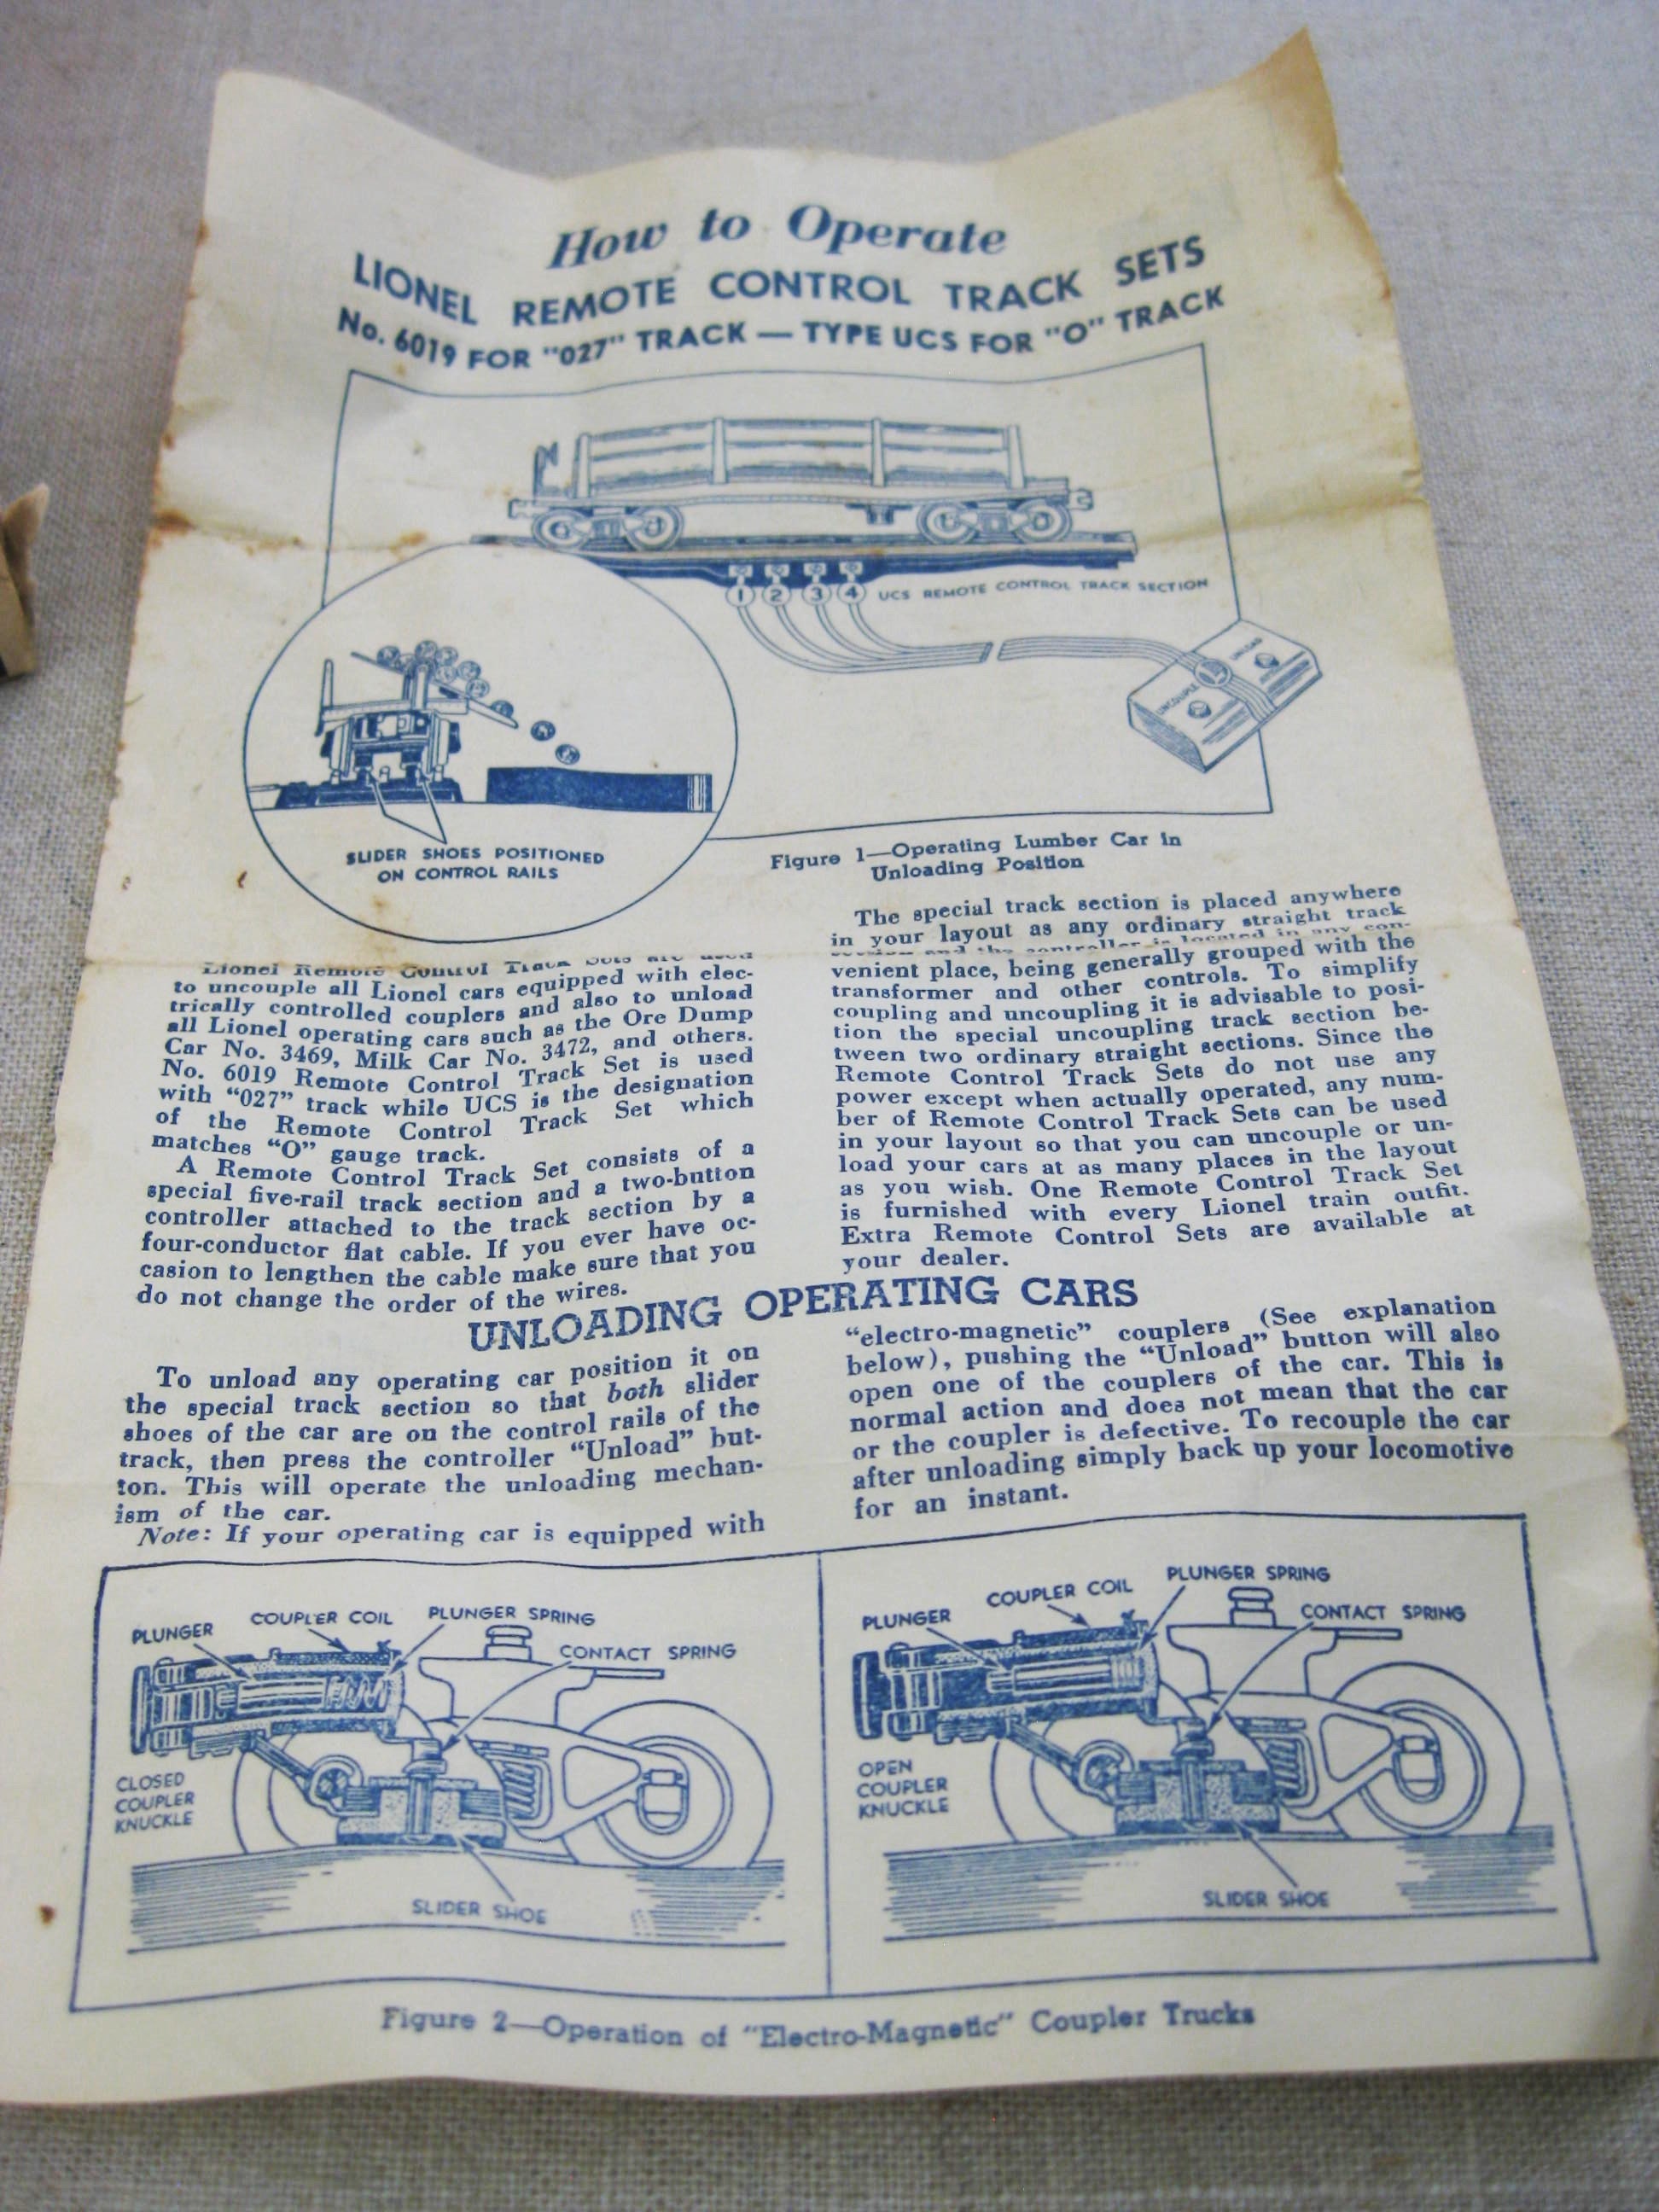 How to Operate
LIONEL REMOTE CONTROL TRACK SETS
No. 6019 FOR "027" TRACK — TYPE UCS FOR "O" TRACK
1 2 3 4 UCS REMOTE CONTROL TRACK SECTION
UNCOUPLE
SLIDER SHOES POSITIONED
ON CONTROL RAILS
Figure 1—Operating Lumber Car in
Unloading Position
Lionel Remote Control Track Sets are used
to uncouple all Lionel cars equipped with elec-
trically controlled couplers and also to unload
all Lionel operating cars such as the Ore Dump
Car No. 3469, Milk Car No. 3472, and others.
No. 6019 Remote Control Track Set is used
with "027" track while UCS is the designation
of the Remote Control Track Set which
matches "O" gauge track.
A Remote Control Track Set consists of a
special five-rail track section and a two-button
controller attached to the track section by a
four-conductor flat cable. If you ever have oc-
casion to lengthen the cable make sure that you
do not change the order of the wires.
The special track section is placed anywhere
in your layout as any ordinary straight track
section and the controller is located in any con-
venient place, being generally grouped with the
transformer and other controls. To simplify
coupling and uncoupling it is advisable to posi-
tion the special uncoupling track section be-
tween two ordinary straight sections. Since the
Remote Control Track Sets do not use any
power except when actually operated, any num-
ber of Remote Control Track Sets can be used
in your layout so that you can uncouple or un-
load your cars at as many places in the layout
as you wish. One Remote Control Track Set
is furnished with every Lionel train outfit.
Extra Remote Control Sets are available at
your dealer.
UNLOADING OPERATING CARS
To unload any operating car position it on
the special track section so that both slider
shoes of the car are on the control rails of the
track, then press the controller "Unload" but-
ton. This will operate the unloading mechan-
ism of the car.
Note: If your operating car is equipped with
"electro-magnetic" couplers (See explanation
below), pushing the "Unload" button will also
open one of the couplers of the car. This is
normal action and does not mean that the car
or the coupler is defective. To recouple the car
after unloading simply back up your locomotive
for an instant.
PLUNGER
COUPLER COIL
PLUNGER SPRING
CONTACT SPRING
CLOSED
COUPLER
KNUCKLE
SLIDER SHOE
PLUNGER
COUPLER COIL
PLUNGER SPRING
CONTACT SPRING
OPEN
COUPLER
KNUCKLE
SLIDER SHOE
Figure 2—Operation of "Electro-Magnetic" Coupler Trucks